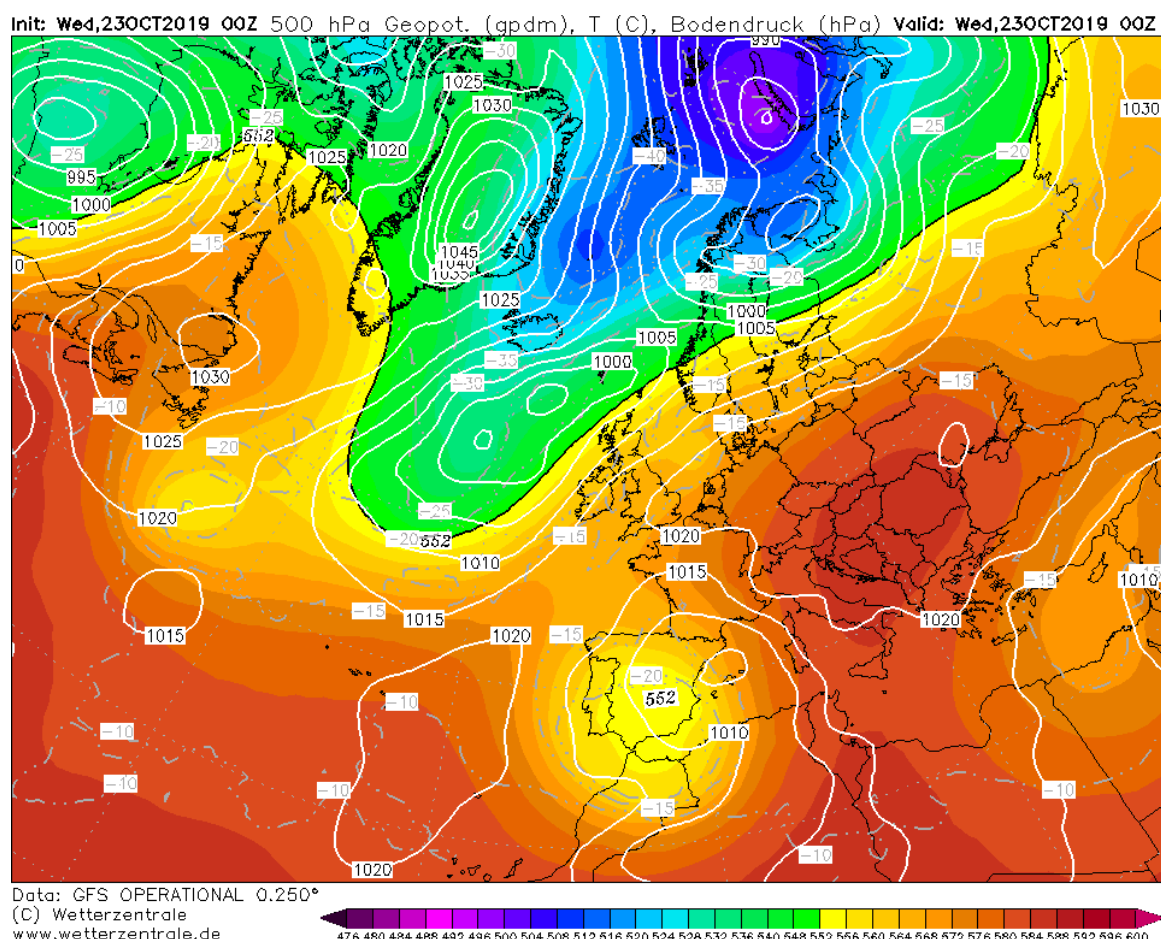 Init: Wed,23OCT2019 00Z 500 hPa Geopot. (gpdm), T (C), Bodendruck (hPa) Valid: Wed,23OCT2019 00Z
-30 990
1025
1030 1030
-25 552 -25
-20 1020 -20
-25 1025 -40
995 -35
1000
1005 -15 -15
1045
1040 -30
0 1035 -25 -20
1025 1000
1005 1005
-35 1000
1030 -30 -15 -15
-10 -15
1025
-20
-25
1020 -20 552 -15 1020
1010 1015 -15 1010 15
-15 1015 1020
1015 1020 -15
-20
-10 552
-10 1010
-10 -10 -10
-15
-10
1020
Data: GFS OPERATIONAL 0.250°
(C) Wetterzentrale
www.wetterzentrale.de
476 480 484 488 492 496 500 504 508 512 516 520 524 528 532 536 540 544 548 552 556 560 564 568 572 576 580 584 588 592 596 600